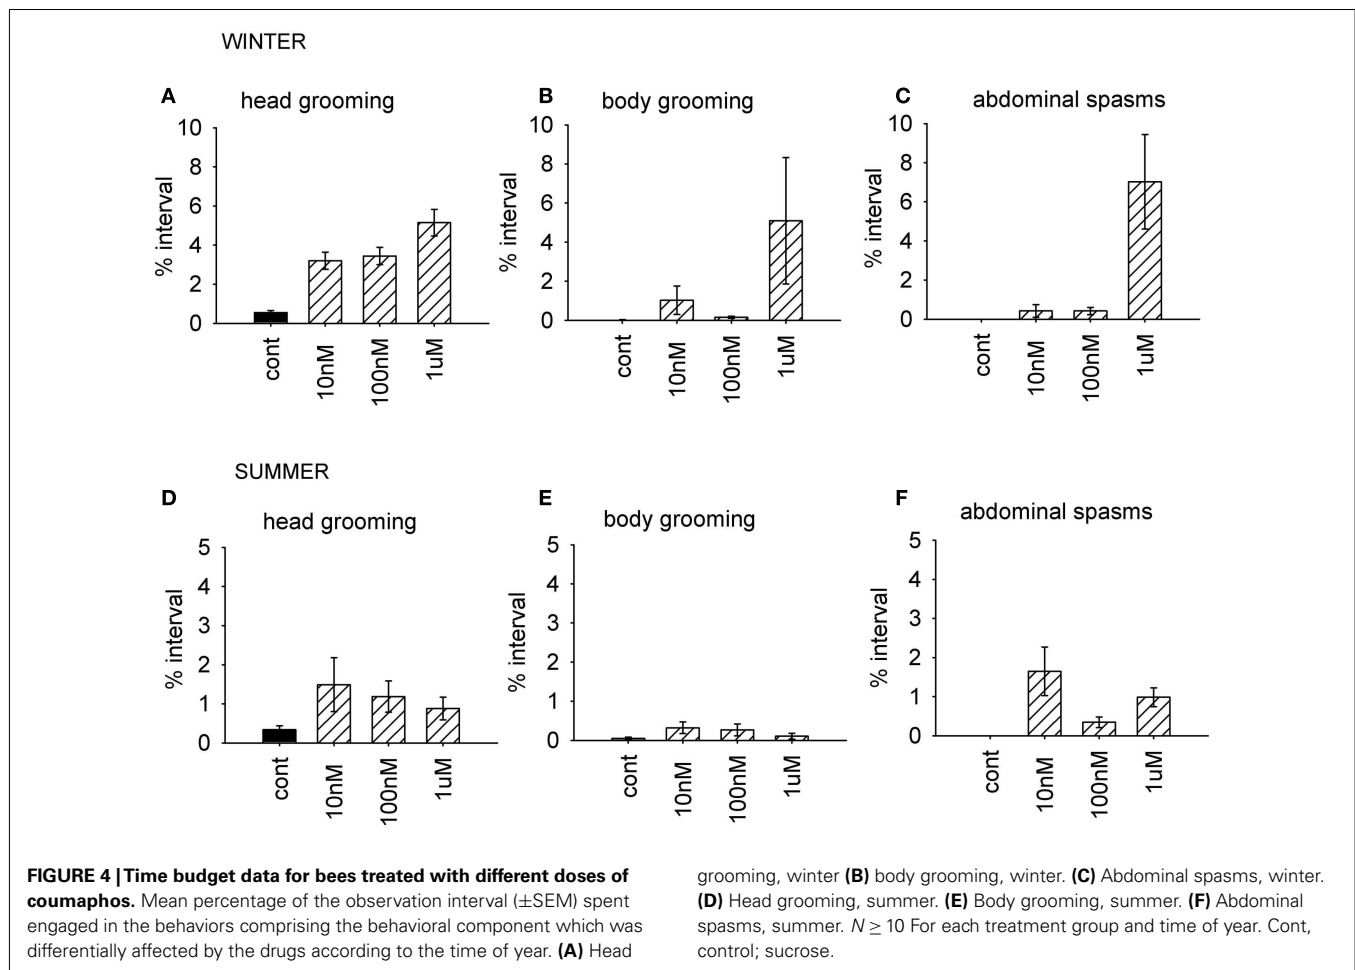 WINTER
A
head grooming
% interval
10
8
6
4
2
0
cont
10nM
100nM
1uM
B
body grooming
% interval
10
8
6
4
2
0
cont
10nM
100nM
1uM
C
abdominal spasms
% interval
10
8
6
4
2
0
cont
10nM
100nM
1uM
SUMMER
D
head grooming
% interval
5
4
3
2
1
0
cont
10nM
100nM
1uM
E
body grooming
% interval
5
4
3
2
1
0
cont
10nM
100nM
1uM
F
abdominal spasms
% interval
5
4
3
2
1
0
cont
10nM
100nM
1uM
FIGURE 4 | Time budget data for bees treated with different doses of
coumaphos. Mean percentage of the observation interval (±SEM) spent
engaged in the behaviors comprising the behavioral component which was
differentially affected by the drugs according to the time of year. (A) Head
grooming, winter (B) body grooming, winter. (C) Abdominal spasms, winter.
(D) Head grooming, summer. (E) Body grooming, summer. (F) Abdominal
spasms, summer. N ≥ 10 For each treatment group and time of year. Cont,
control; sucrose.